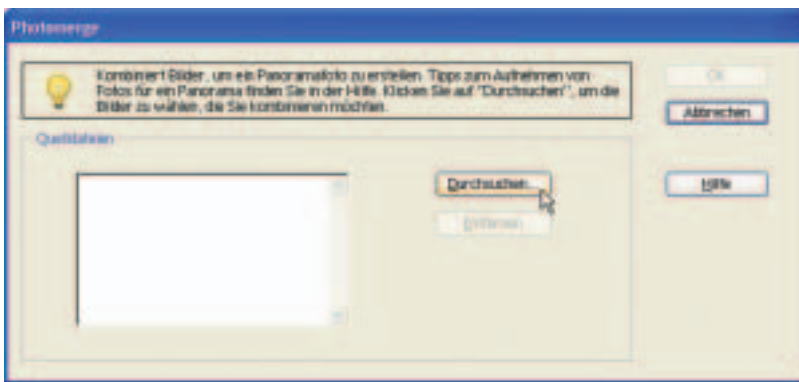 Photomerge
Kombiniert Bilder, um ein Panoramafoto zu erstellen. Tipps zum Aufnehmen von
Fotos für ein Panorama finden Sie in der Hilfe. Klicken Sie auf "Durchsuchen", um die
Bilder zu wählen, die Sie kombinieren möchten.
OK
Abbrechen
Quelldateien
Durchsuchen...
Hilfe
Entfernen